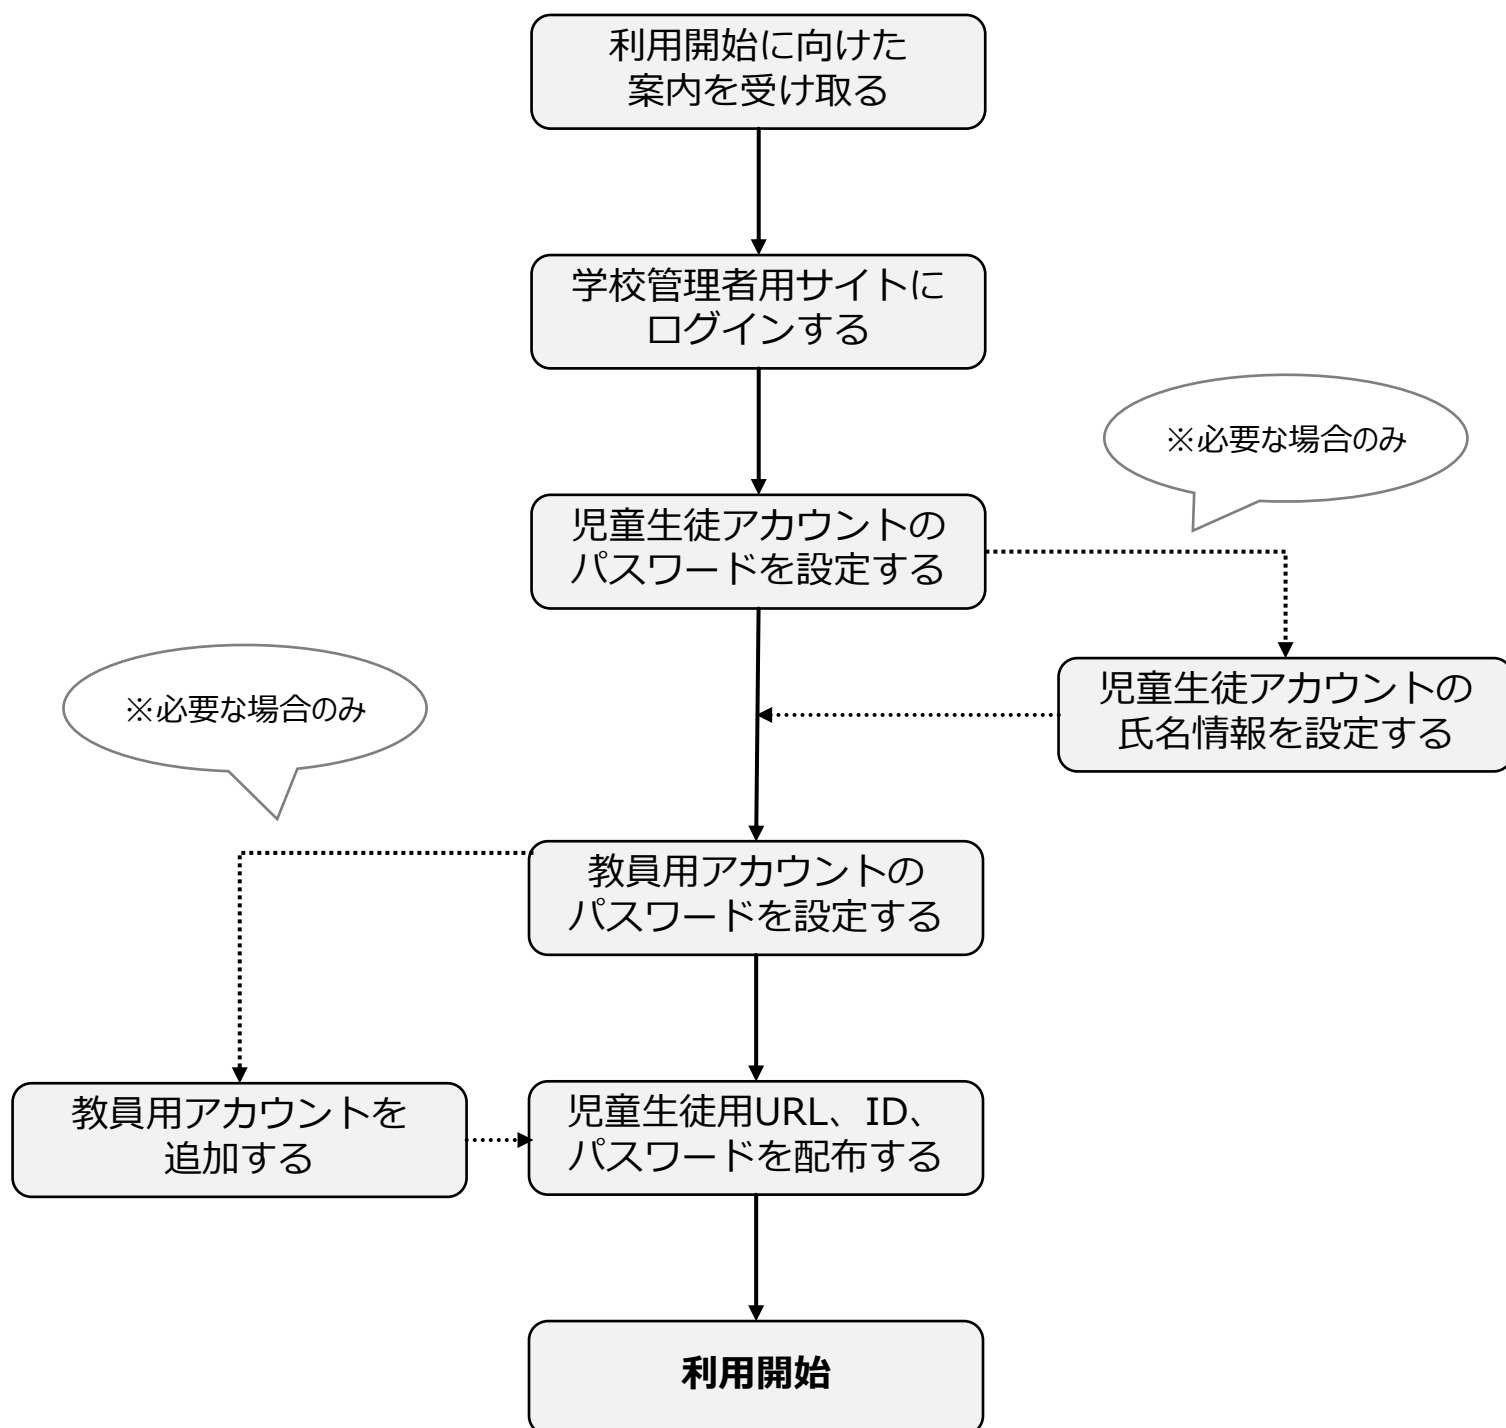 利用開始に向けた
案内を受け取る
学校管理者用サイトに
ログインする
※必要な場合のみ
児童生徒アカウントの
パスワードを設定する
児童生徒アカウントの
氏名情報を設定する
※必要な場合のみ
教員用アカウントの
パスワードを設定する
教員用アカウントを
追加する
児童生徒用URL、ID、
パスワードを配布する
利用開始